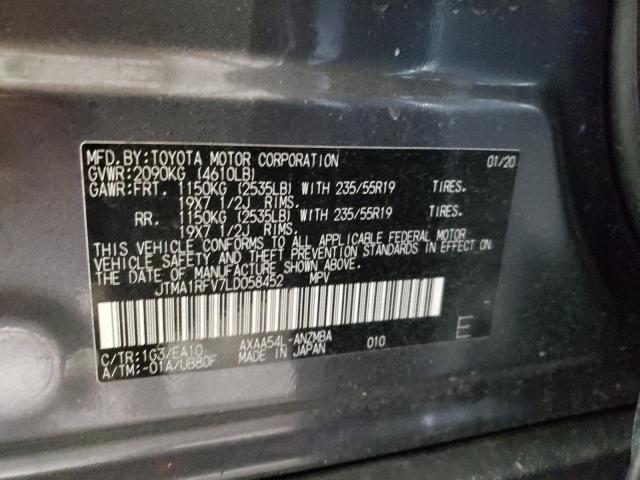 MFD.BY:TOYOTA MOTOR CORPORATION 01/20
GVWR:2090KG (4610LB)
GAWR:FRT. 1150KG (2535LB) WITH 235/55R19 TIRES.
19X7 1/2J RIMS.
RR. 1150KG (2535LB) WITH 235/55R19 TIRES.
19X7 1/2J RIMS.
THIS VEHICLE CONFORMS TO ALL APPLICABLE FEDERAL MOTOR
VEHICLE SAFETY AND THEFT PREVENTION STANDARDS IN EFFECT ON
THE DATE OF MANUFACTURE SHOWN ABOVE.
JTMA1RFV7LD058452 MPV
C/TR:1G3/EA10 AXAA54L-ANZMBA 010 E
A/TM:-01A/UB80F MADE IN JAPAN